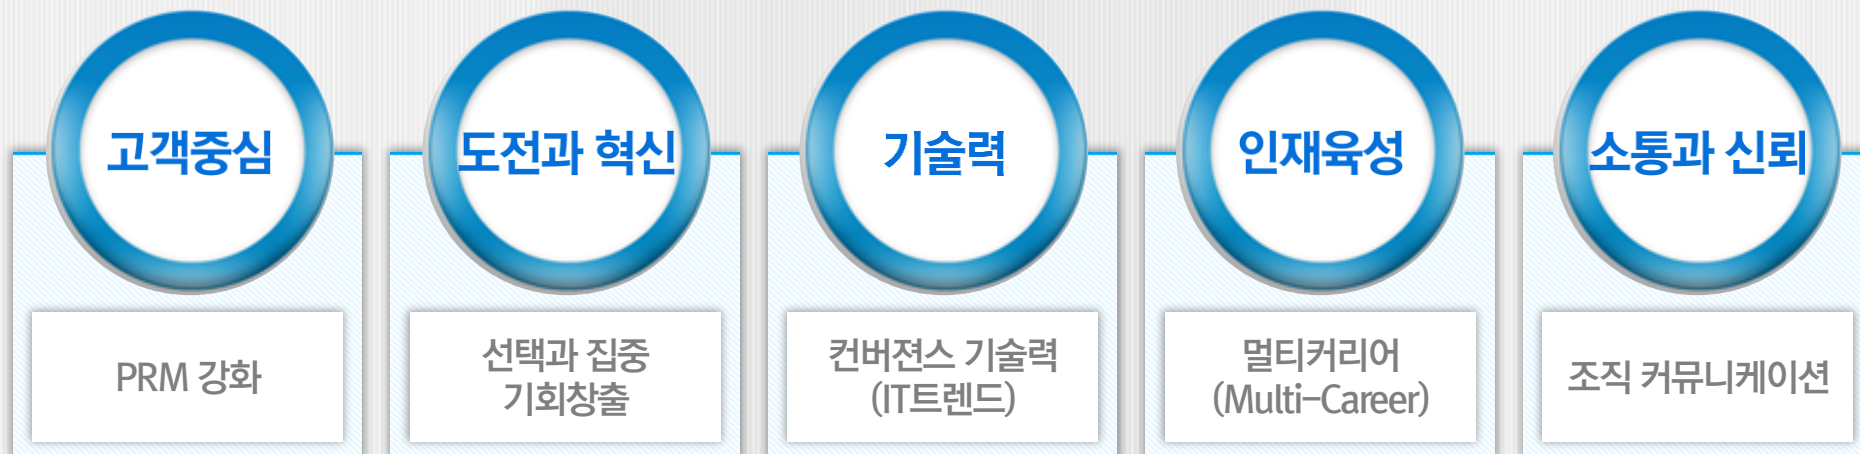 고객중심
도전과 혁신
기술력
인재육성
소통과 신뢰
PRM 강화
선택과 집중
기회창출
컨버젼스 기술력
(IT트렌드)
멀티커리어
(Multi-Career)
조직 커뮤니케이션